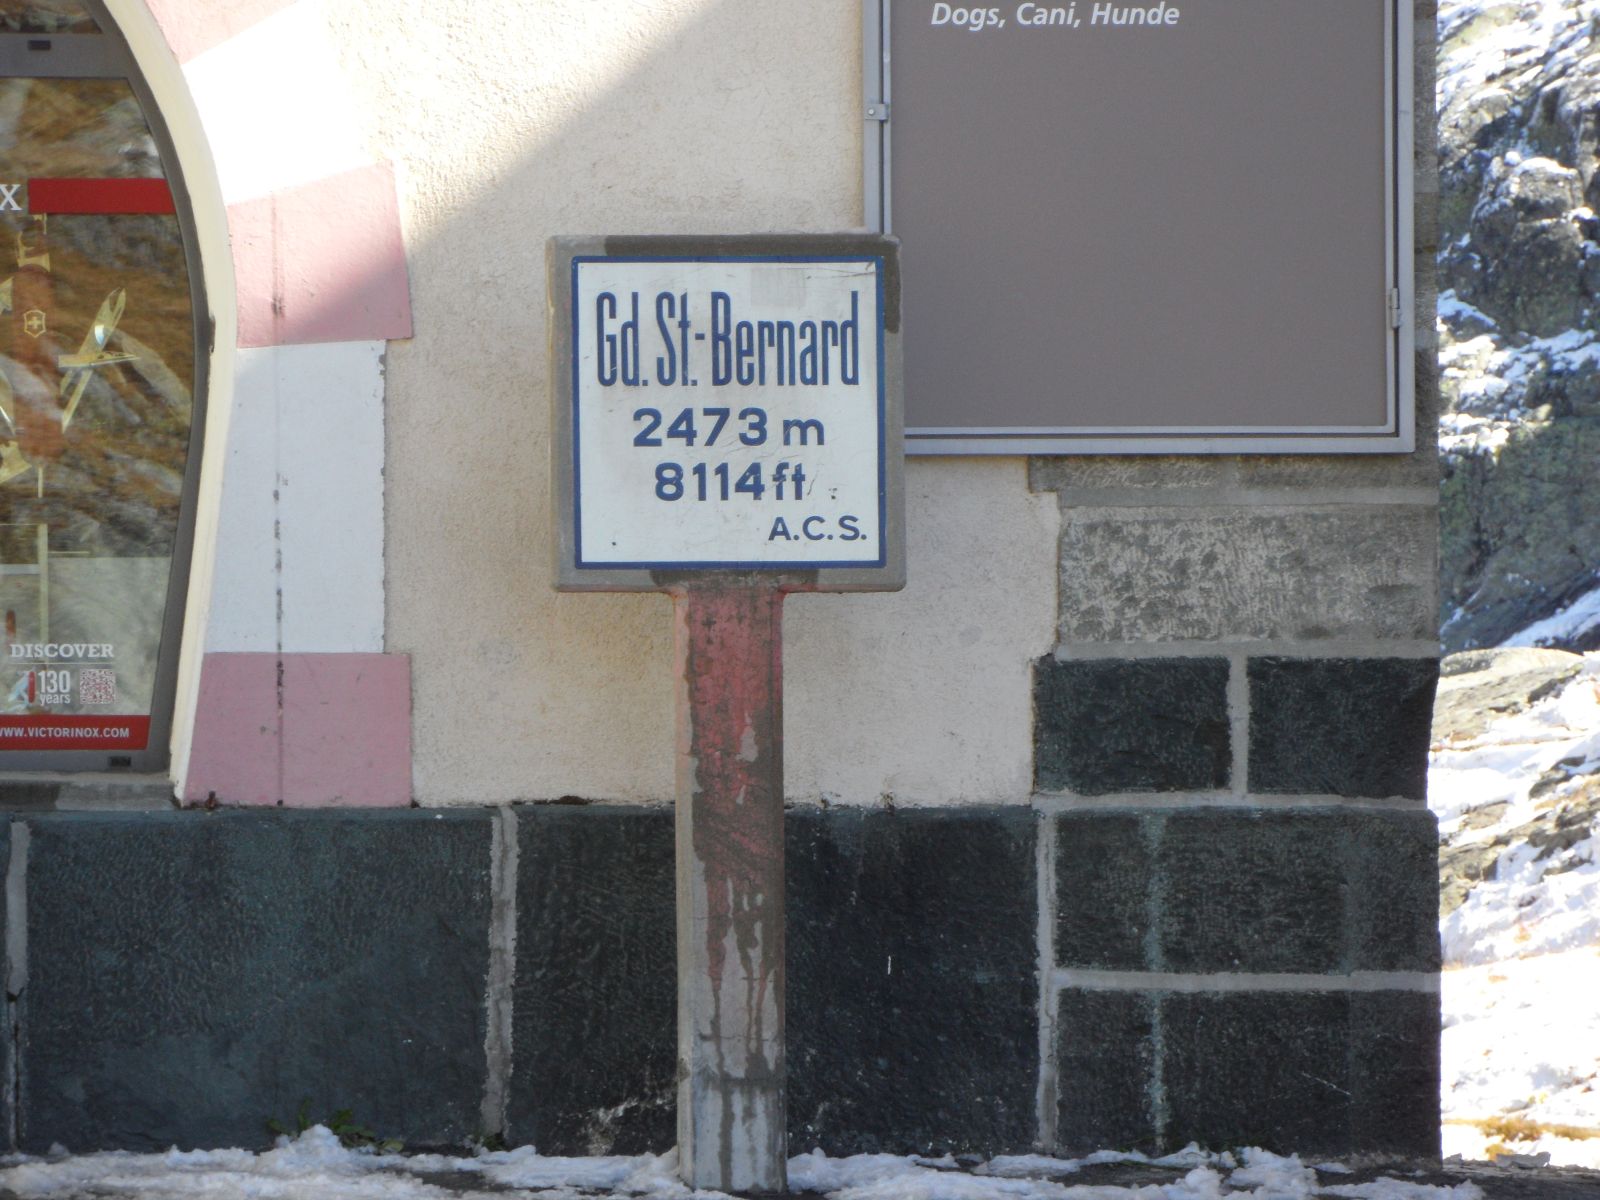 Dogs, Cani, Hunde
X
Gd. St.-Bernard
2473 m
8114 ft
A.C.S.
DISCOVER
130
years
WWW.VICTORINOX.COM